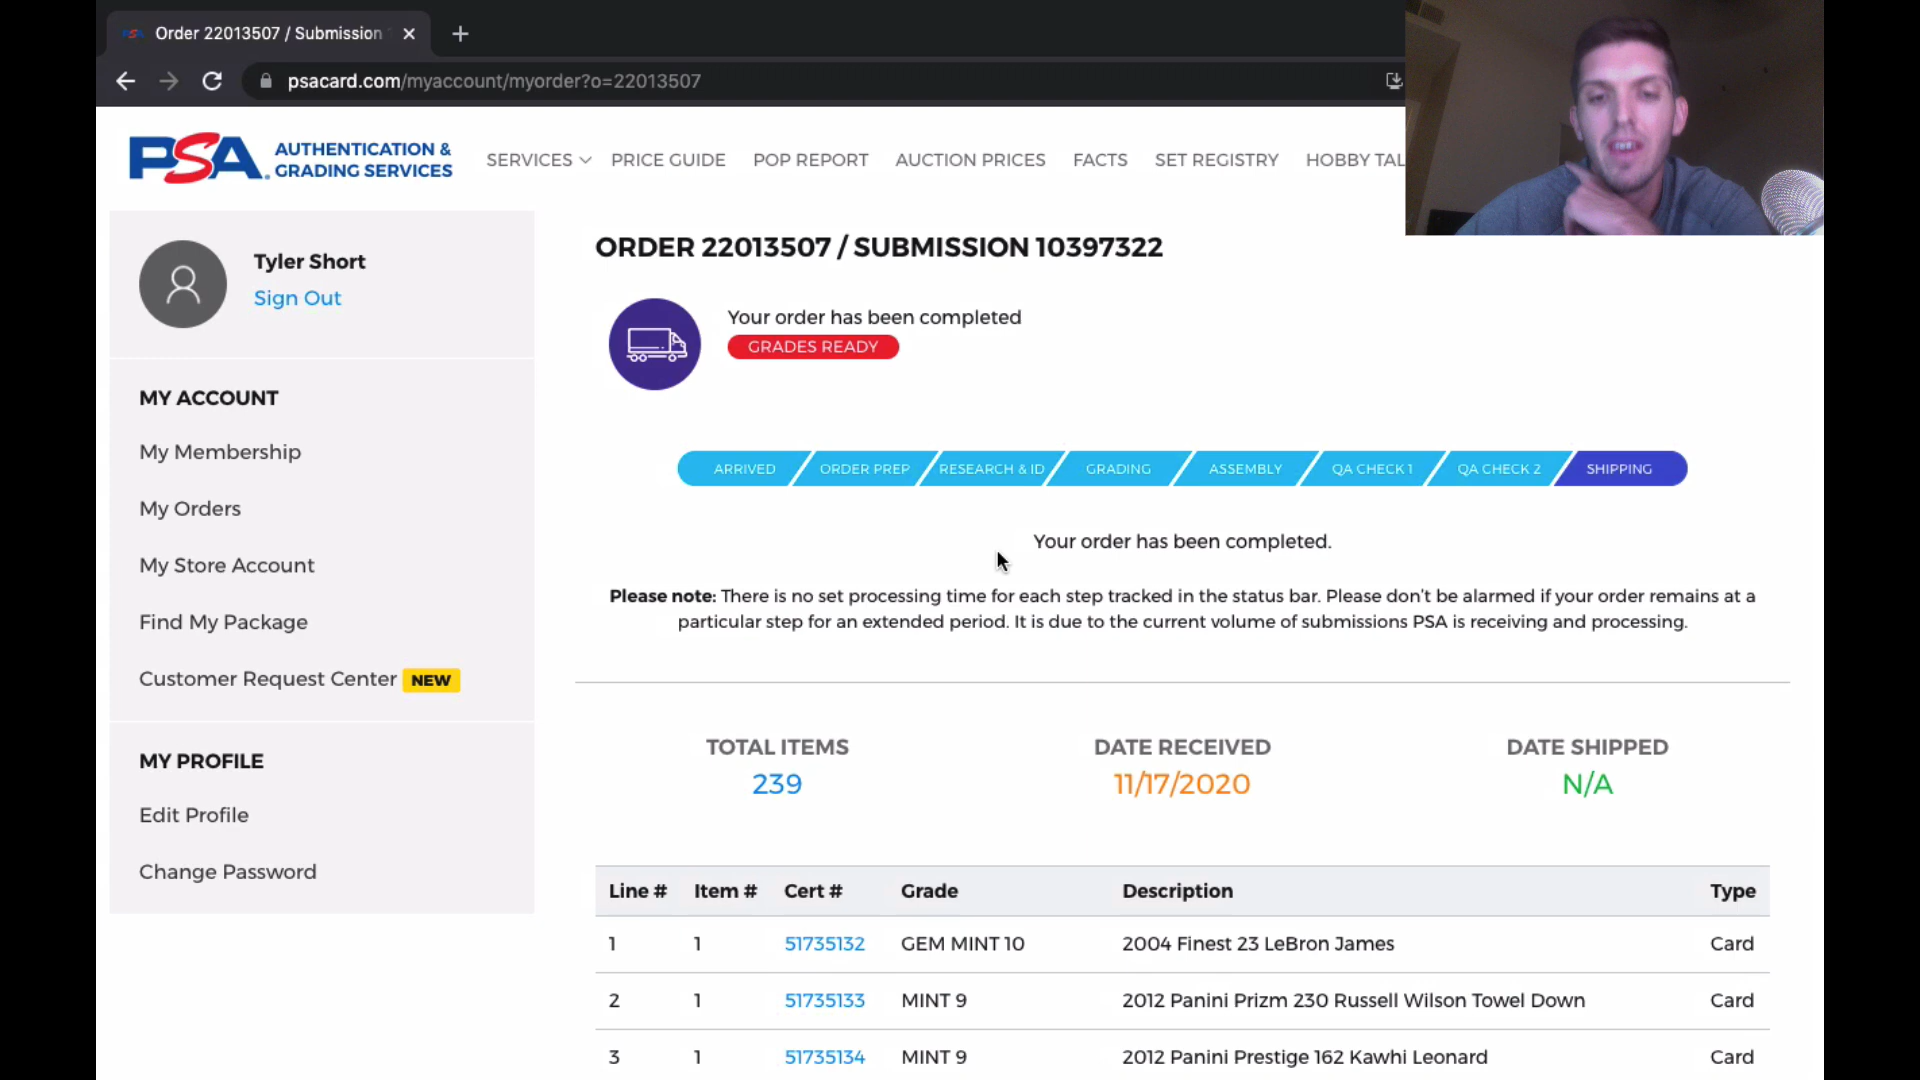 Order 22013507 / Submission
psacard.com/myaccount/myorder?o=22013507
PSA AUTHENTICATION & GRADING SERVICES
SERVICES PRICE GUIDE POP REPORT AUCTION PRICES FACTS SET REGISTRY HOBBY TAL
Tyler Short
Sign Out
MY ACCOUNT
My Membership
My Orders
My Store Account
Find My Package
Customer Request Center NEW
MY PROFILE
Edit Profile
Change Password
ORDER 22013507 / SUBMISSION 10397322
Your order has been completed
GRADES READY
ARRIVED ORDER PREP RESEARCH & ID GRADING ASSEMBLY QA CHECK 1 QA CHECK 2 SHIPPING
Your order has been completed.
Please note: There is no set processing time for each step tracked in the status bar. Please don't be alarmed if your order remains at a
particular step for an extended period. It is due to the current volume of submissions PSA is receiving and processing.
TOTAL ITEMS DATE RECEIVED DATE SHIPPED
239 11/17/2020 N/A
Line # Item # Cert # Grade Description Type
1 1 51735132 GEM MINT 10 2004 Finest 23 LeBron James Card
2 1 51735133 MINT 9 2012 Panini Prizm 230 Russell Wilson Towel Down Card
3 1 51735134 MINT 9 2012 Panini Prestige 162 Kawhi Leonard Card